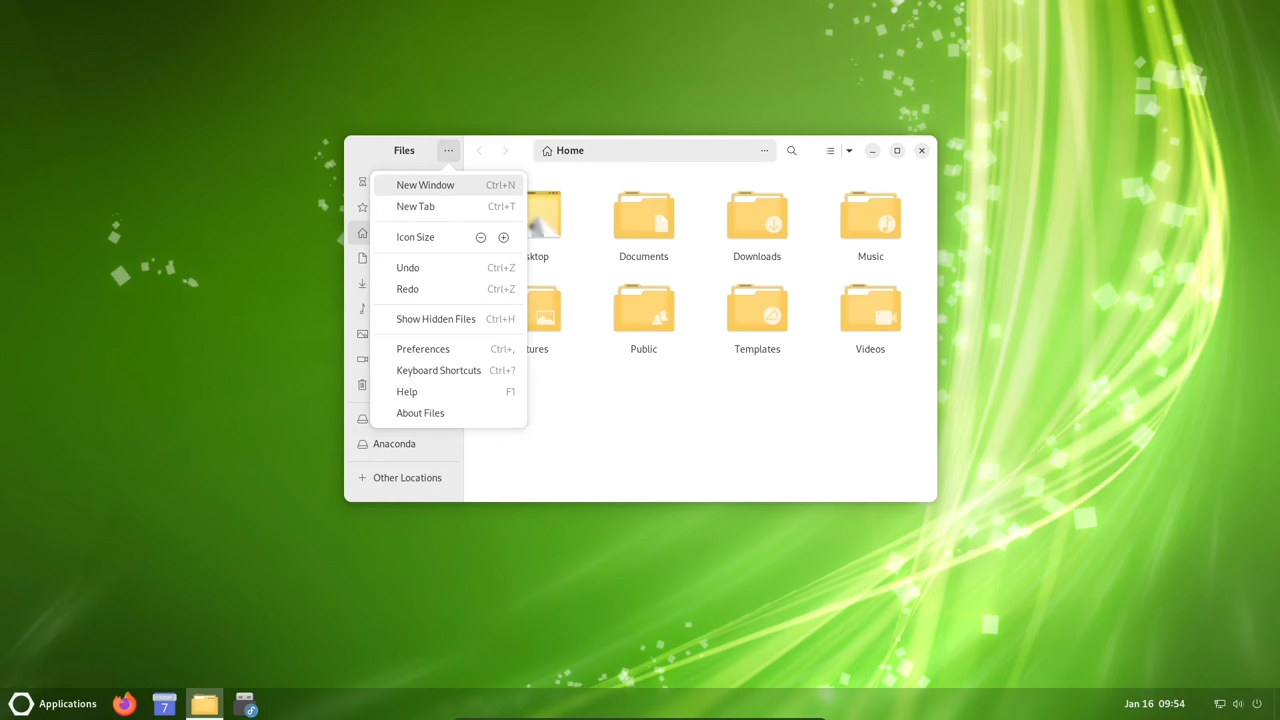 Files
Home
New Window Ctrl+N
New Tab Ctrl+T
Icon Size
Undo Ctrl+Z
Redo Ctrl+Z
Show Hidden Files Ctrl+H
Preferences Ctrl+,
Keyboard Shortcuts Ctrl+?
Help F1
About Files
Anaconda
Other Locations
sktop Documents Downloads Music
tures Public Templates Videos
Applications
7
Jan 16 09:54